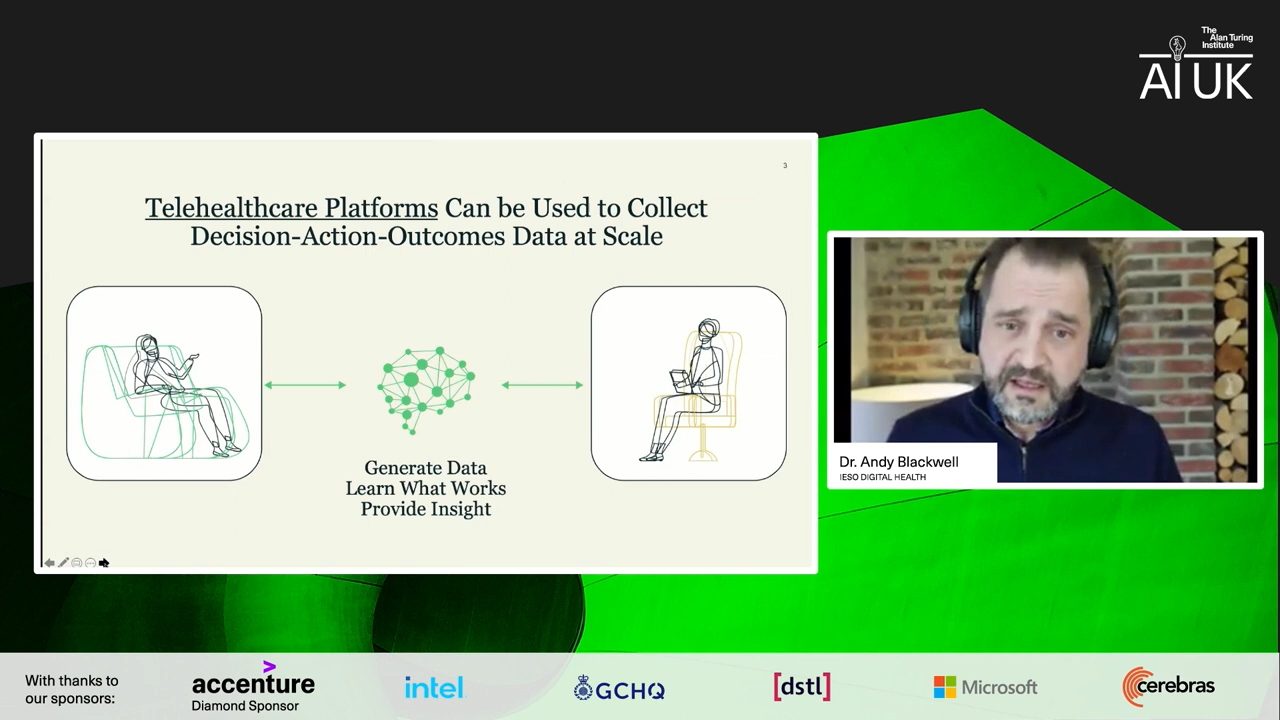 The
Alan Turing
Institute
AI UK
3
Telehealthcare Platforms Can be Used to Collect
Decision-Action-Outcomes Data at Scale
Generate Data
Learn What Works
Provide Insight
Dr. Andy Blackwell
IESO DIGITAL HEALTH
With thanks to
our sponsors:
accenture
Diamond Sponsor
intel
GCHQ
[dstl]
Microsoft
cerebras